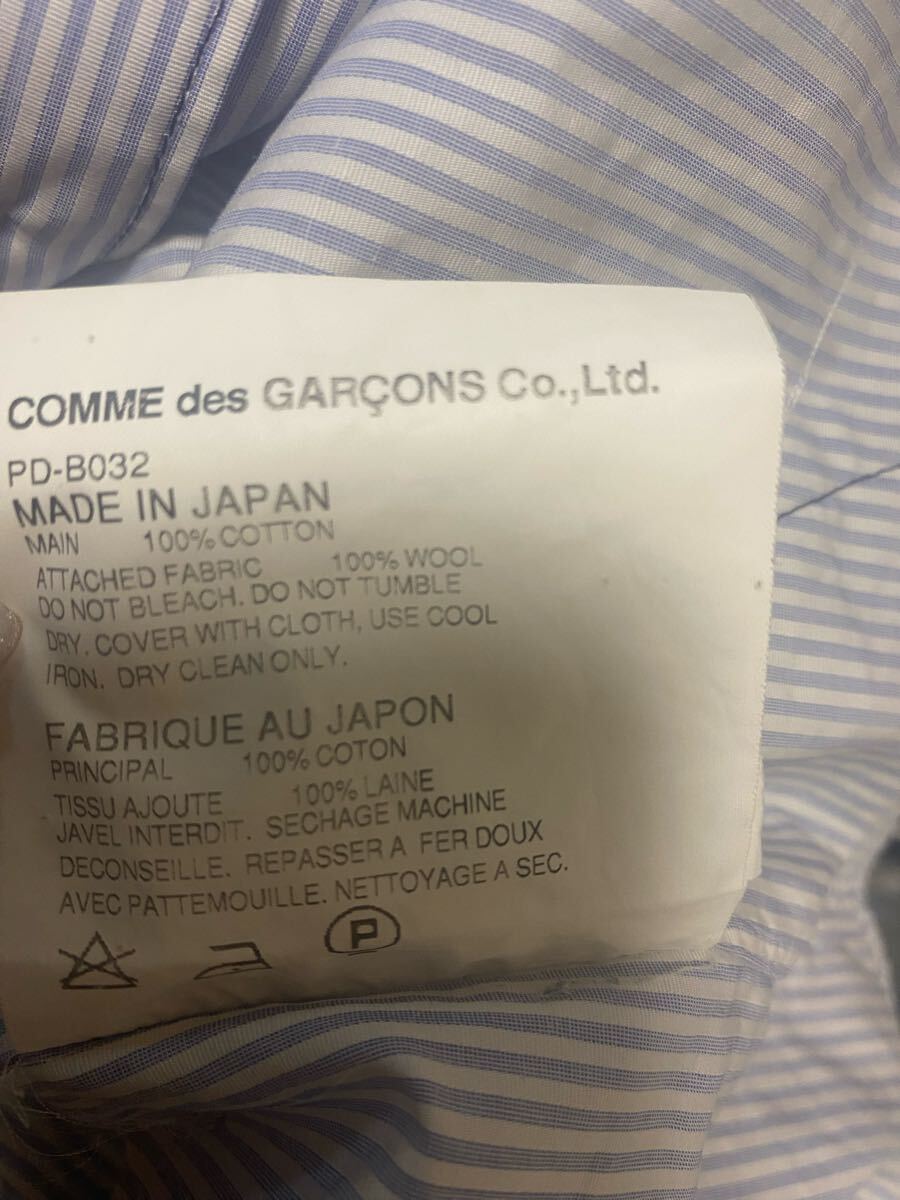 COMME des GARÇONS Co.,Ltd.
PD-B032
MADE IN JAPAN
MAIN 100% COTTON
ATTACHED FABRIC 100% WOOL
DO NOT BLEACH. DO NOT TUMBLE
DRY. COVER WITH CLOTH, USE COOL
IRON. DRY CLEAN ONLY.
FABRIQUE AU JAPON
PRINCIPAL 100% COTON
TISSU AJOUTE 100% LAINE
JAVEL INTERDIT. SECHAGE MACHINE
DECONSEILLE. REPASSER A FER DOUX
AVEC PATTEMOUILLE. NETTOYAGE A SEC.
P